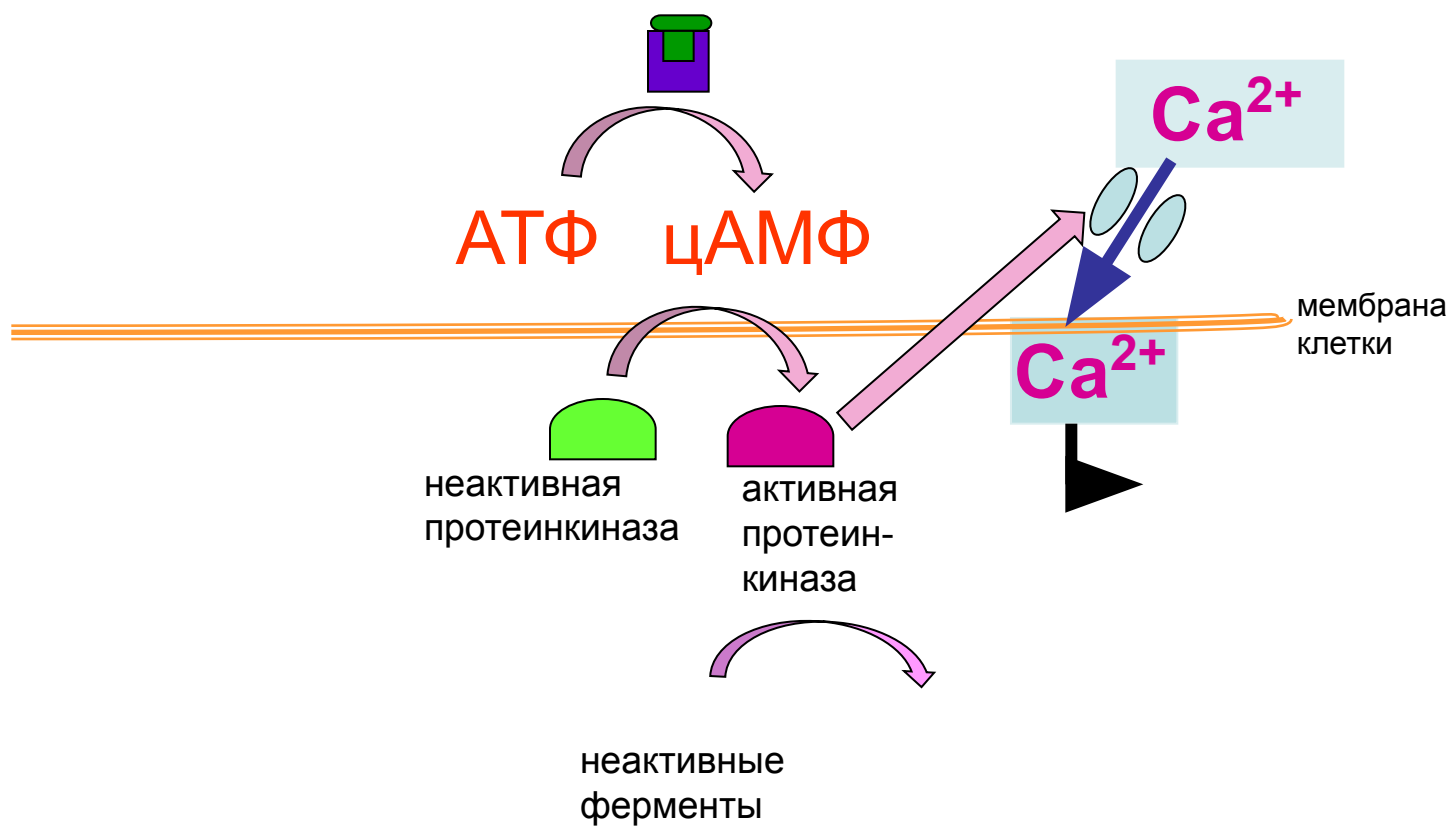 Ca²⁺
АТФ цАМФ
мембрана
клетки
Ca²⁺
неактивная
протеинкиназа
активная
протеин-
киназа
неактивные
ферменты